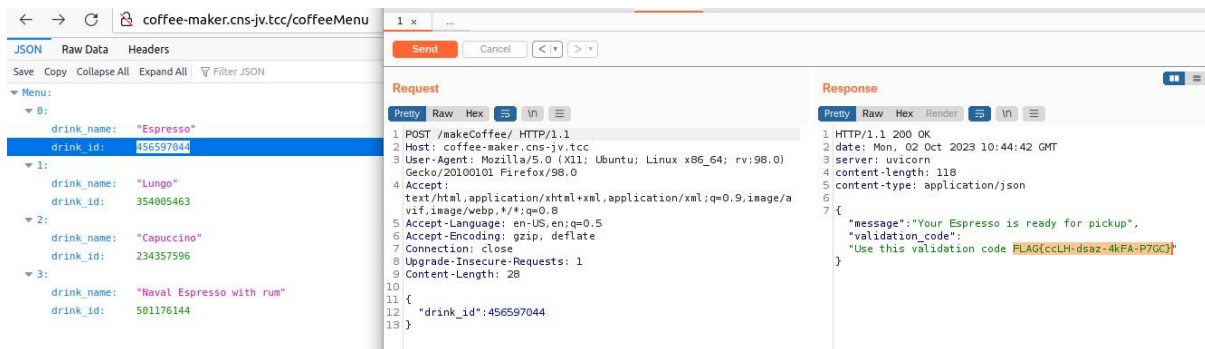 coffee-maker.cns-jv.tcc/coffeeMenu
JSON Raw Data Headers
Save Copy Collapse All Expand All Filter JSON
Menu:
0:
drink_name: "Espresso"
drink_id: 456597044
1:
drink_name: "Lungo"
drink_id: 354005463
2:
drink_name: "Capuccino"
drink_id: 234357596
3:
drink_name: "Naval Espresso with rum"
drink_id: 501176144
1 × ...
Send Cancel < >
Request
Pretty Raw Hex \n
1 POST /makeCoffee/ HTTP/1.1
2 Host: coffee-maker.cns-jv.tcc
3 User-Agent: Mozilla/5.0 (X11; Ubuntu; Linux x86_64; rv:98.0)
Gecko/20100101 Firefox/98.0
4 Accept:
text/html,application/xhtml+xml,application/xml;q=0.9,image/a
vif,image/webp,*/*;q=0.8
5 Accept-Language: en-US,en;q=0.5
6 Accept-Encoding: gzip, deflate
7 Connection: close
8 Upgrade-Insecure-Requests: 1
9 Content-Length: 28
10
11 {
12 "drink_id":456597044
13 }
Response
Pretty Raw Hex Render \n
1 HTTP/1.1 200 OK
2 date: Mon, 02 Oct 2023 10:44:42 GMT
3 server: uvicorn
4 content-length: 118
5 content-type: application/json
6
7 {
"message":"Your Espresso is ready for pickup",
"validation_code":
"Use this validation code FLAG{ccLH-dsaz-4kFA-P7GC}"
}